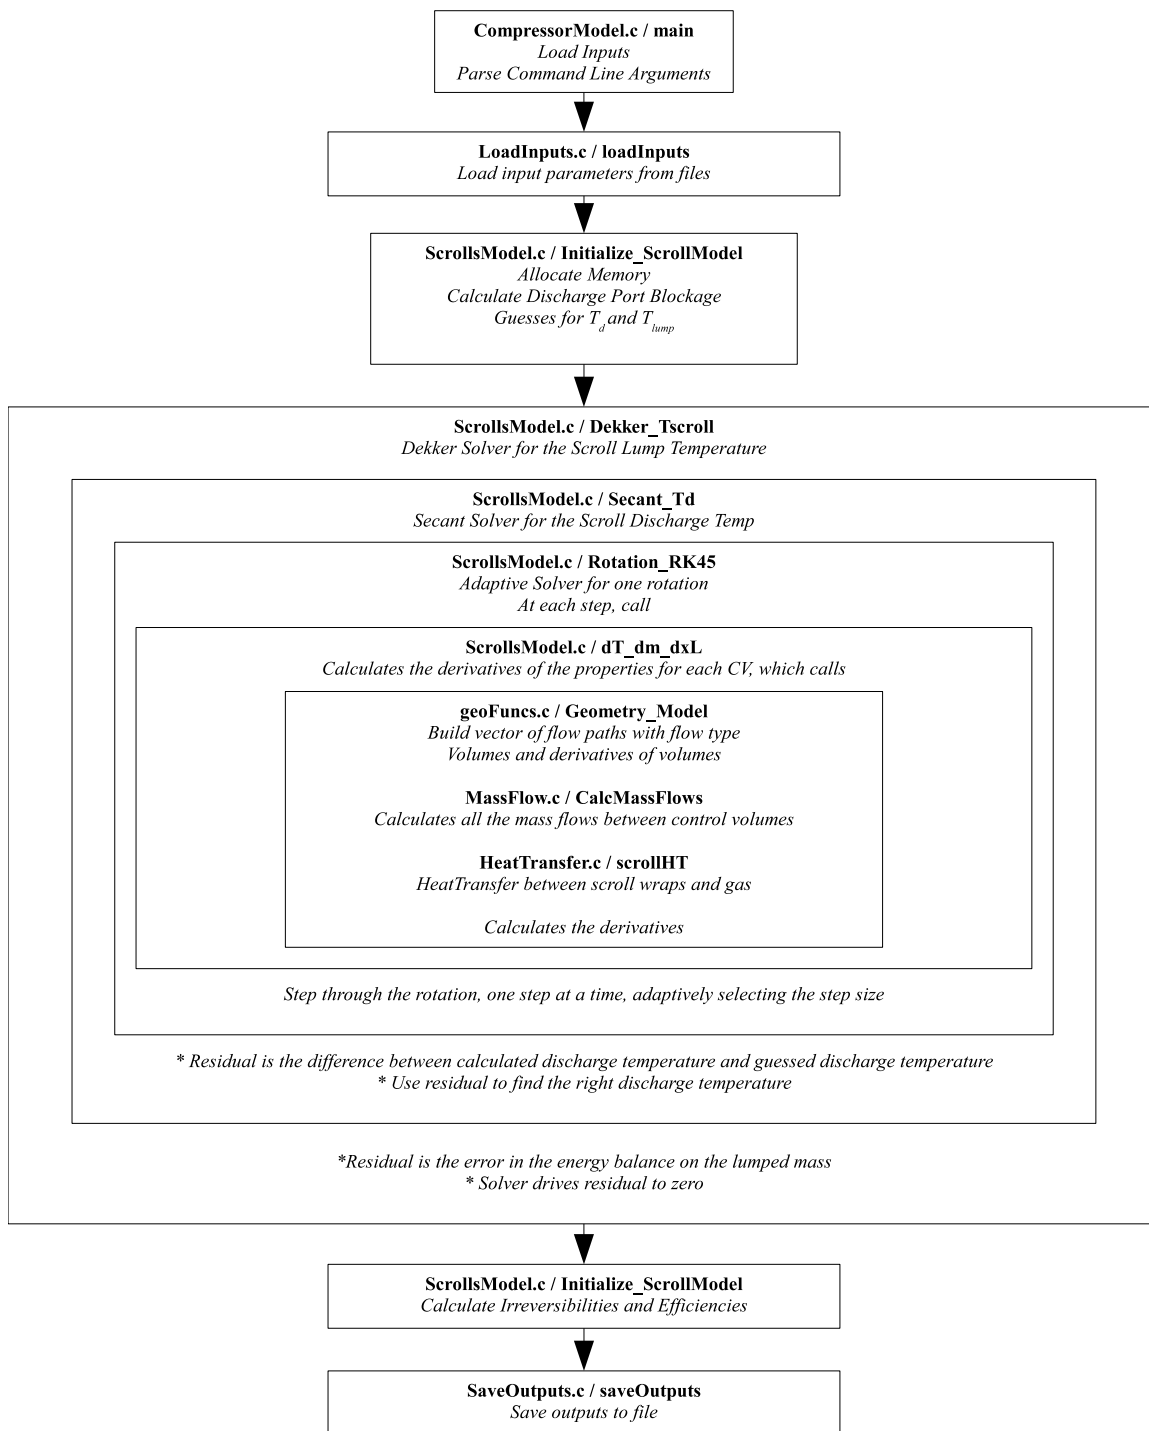 CompressorModel.c / main
Load Inputs
Parse Command Line Arguments
LoadInputs.c / loadInputs
Load input parameters from files
ScrollsModel.c / Initialize_ScrollModel
Allocate Memory
Calculate Discharge Port Blockage
Guesses for T_d and T_lump
ScrollsModel.c / Dekker_Tscroll
Dekker Solver for the Scroll Lump Temperature
ScrollsModel.c / Secant_Td
Secant Solver for the Scroll Discharge Temp
ScrollsModel.c / Rotation_RK45
Adaptive Solver for one rotation
At each step, call
ScrollsModel.c / dT_dm_dxL
Calculates the derivatives of the properties for each CV, which calls
geoFuncs.c / Geometry_Model
Build vector of flow paths with flow type
Volumes and derivatives of volumes
MassFlow.c / CalcMassFlows
Calculates all the mass flows between control volumes
HeatTransfer.c / scrollHT
HeatTransfer between scroll wraps and gas
Calculates the derivatives
Step through the rotation, one step at a time, adaptively selecting the step size
* Residual is the difference between calculated discharge temperature and guessed discharge temperature
* Use residual to find the right discharge temperature
*Residual is the error in the energy balance on the lumped mass
* Solver drives residual to zero
ScrollsModel.c / Initialize_ScrollModel
Calculate Irreversibilities and Efficiencies
SaveOutputs.c / saveOutputs
Save outputs to file